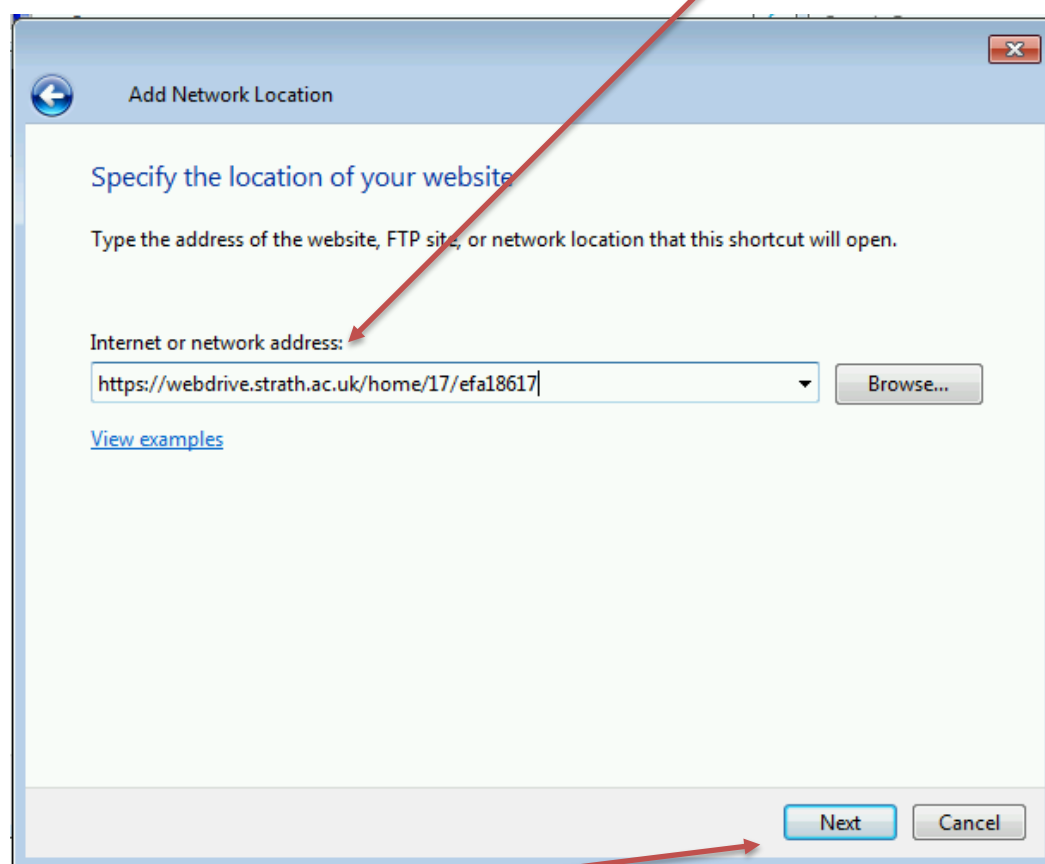 Add Network Location
Specify the location of your website
Type the address of the website, FTP site, or network location that this shortcut will open.
Internet or network address:
https://webdrive.strath.ac.uk/home/17/efa18617
Browse...
View examples
Next
Cancel